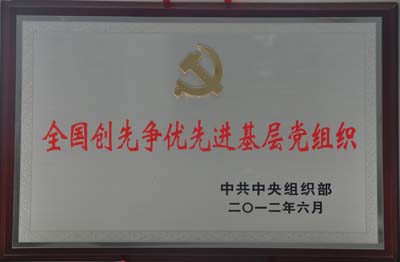 全国创先争优先进基层党组织
中共中央组织部
二〇一二年六月